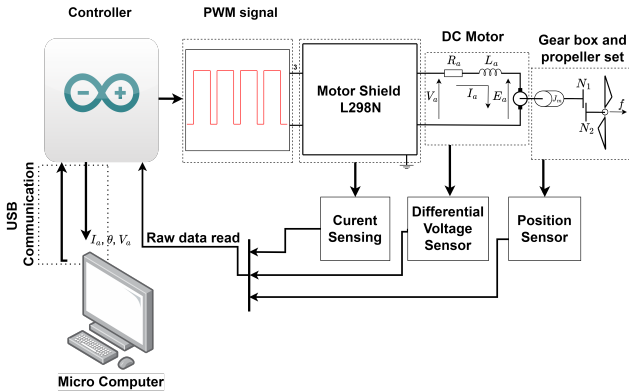 Controller
PWM signal
DC Motor
Gear box and
propeller set
3
Motor Shield
L298N
R_a
L_a
V_a
I_a
E_a
J_m
N_1
N_2
f
USB
Communication
I_a, θ, V_a
Raw data read
Curent
Sensing
Differential
Voltage
Sensor
Position
Sensor
Micro Computer